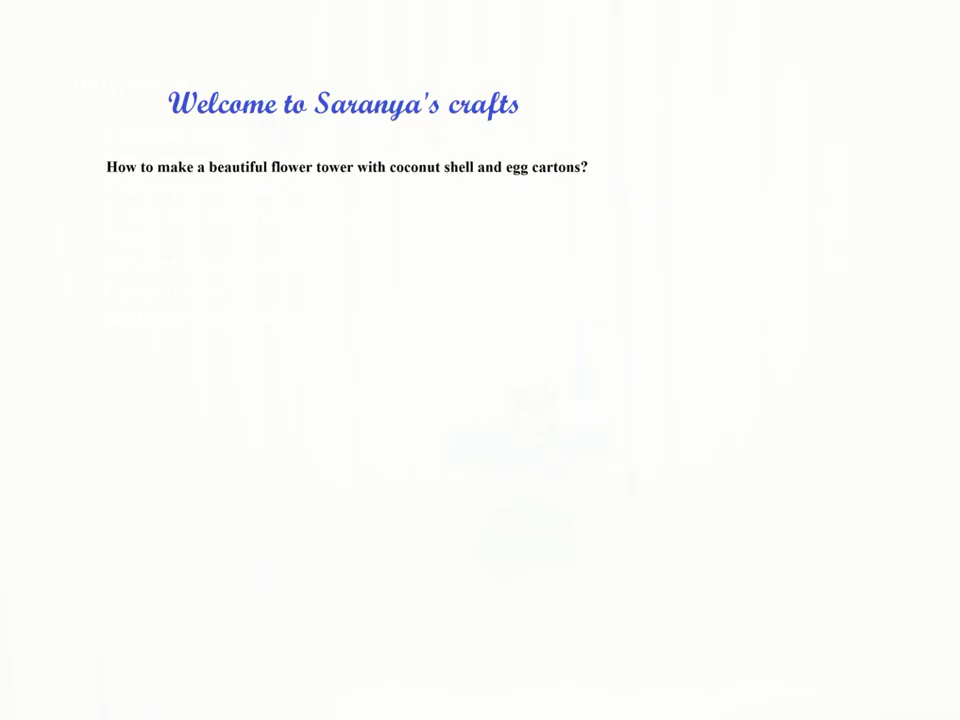 Welcome to Saranya's crafts
How to make a beautiful flower tower with coconut shell and egg cartons?